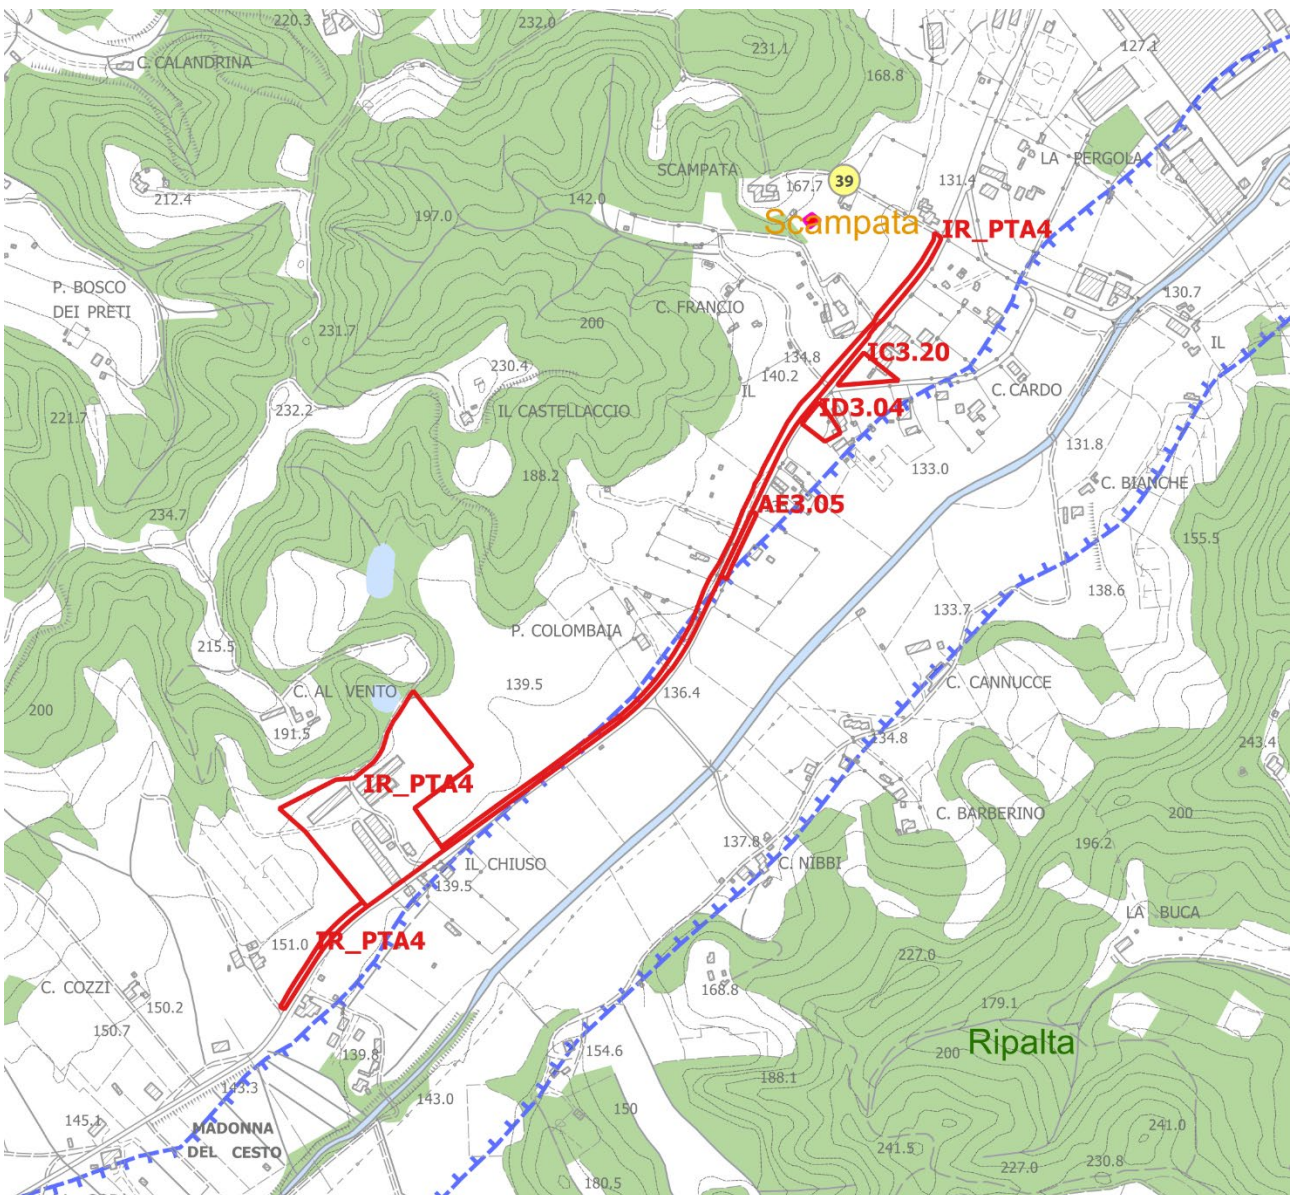 220.3
232.0
127.1
231.1
C. CALANDRINA
168.8
LA PERGOLA
SCAMPATA
39
131.4
167.7
212.4
142.0
197.0
Scampata
IR_PTA4
P. BOSCO
DEI PRETI
130.7
C. FRANCIO
200
231.7
IL
134.8
IC3.20
230.4
140.2
IL
C. CARDO
221.7
232.2
IL CASTELLACCIO
ID3.04
131.8
188.2
133.0
C. BIANCHE
AE3.05
234.7
155.5
138.6
133.7
P. COLOMBAIA
215.5
C. AL VENTO
139.5
136.4
C. CANNUCCE
200
191.5
134.8
243.4
IR_PTA4
C. BARBERINO
200
137.8
196.2
IL CHIUSO
C. NIBBI
139.5
LA BUCA
IR_PTA4
151.0
227.0
C. COZZI
168.8
150.2
179.1
150.7
Ripalta
200
154.6
139.8
188.1
143.3
143.0
150
145.1
MADONNA
DEL CESTO
241.0
241.5
230.8
227.0
180.5